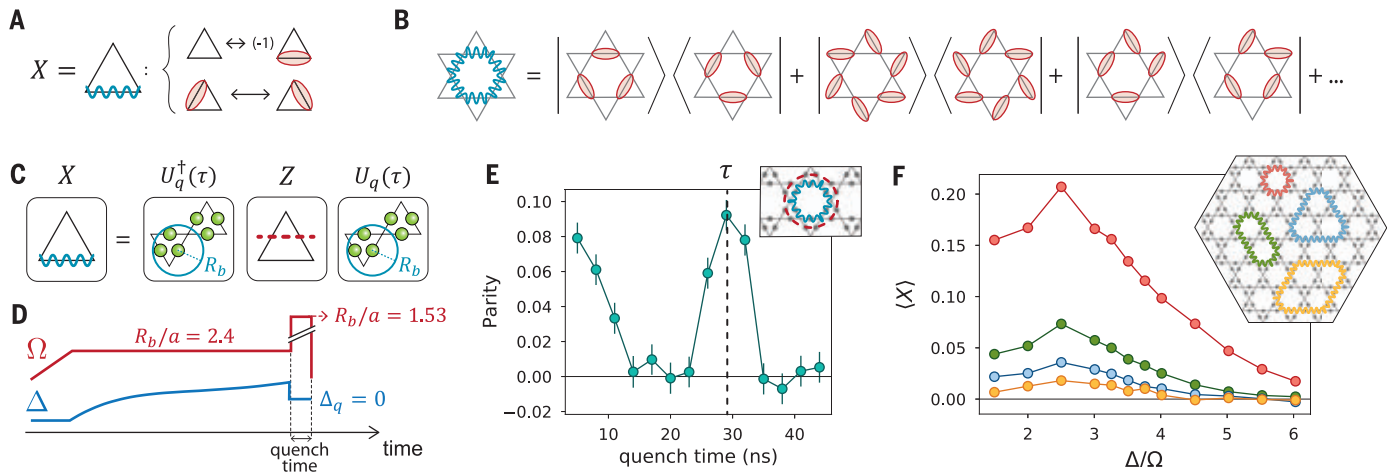 A
X = : { ↔ (-1)
↔
B
= | ⟩⟨ | + | ⟩⟨ | + | ⟩⟨ | + ...
C
X U_q^†(τ) Z U_q(τ)
= R_b R_b
D
R_b/a = 2.4 R_b/a = 1.53
Ω
Δ Δ_q = 0
time
quench
time
E
τ
Parity
0.10
0.08
0.06
0.04
0.02
0.00
−0.02
10 20 30 40
quench time (ns)
F
⟨X⟩
0.20
0.15
0.10
0.05
0.00
2 3 4 5 6
Δ/Ω